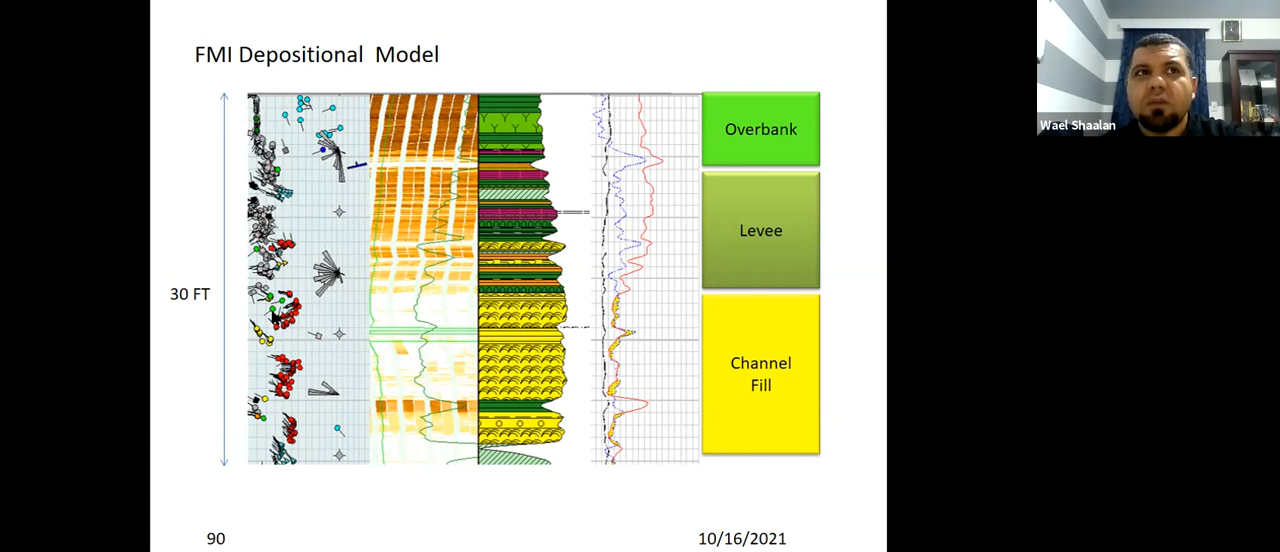 FMI Depositional Model
Overbank
Wael Shaalan
Levee
30 FT
Channel
Fill
90
10/16/2021